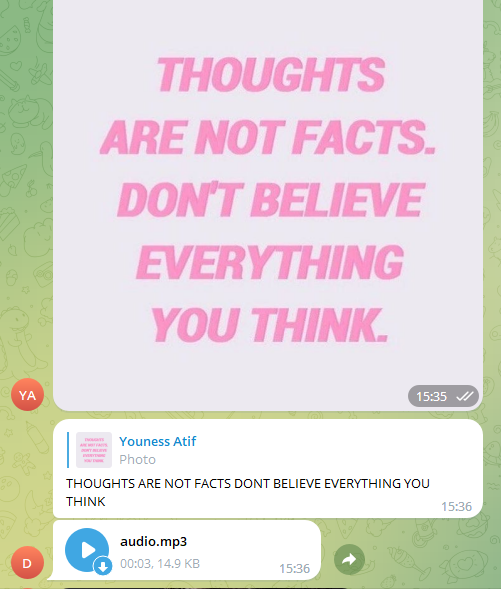 THOUGHTS
ARE NOT FACTS.
DON'T BELIEVE
EVERYTHING
YOU THINK.
15:35
YA
Youness Atif
Photo
THOUGHTS ARE NOT FACTS DONT BELIEVE EVERYTHING YOU
THINK
15:36
audio.mp3
00:03, 14.9 KB
15:36
D